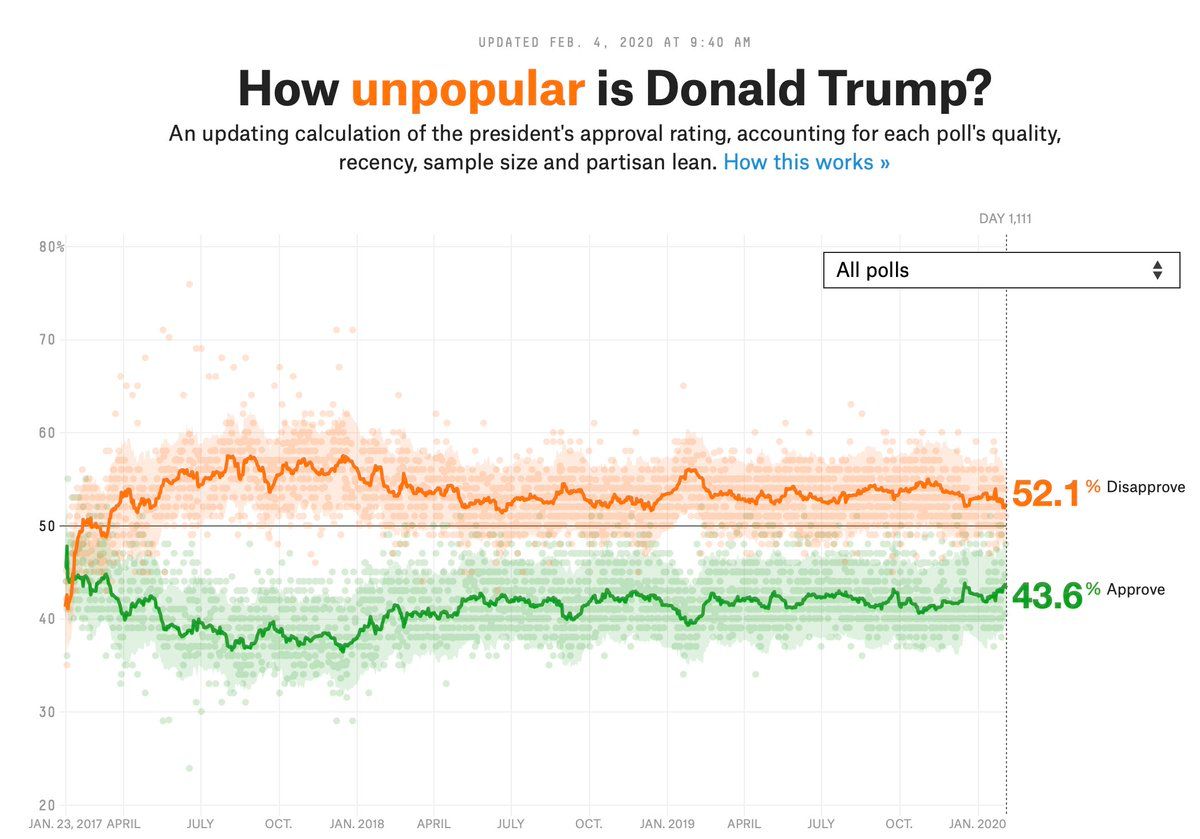 UPDATED FEB. 4, 2020 AT 9:40 AM
How unpopular is Donald Trump?
An updating calculation of the president's approval rating, accounting for each poll's quality,
recency, sample size and partisan lean. How this works »
DAY 1,111
80%
All polls
70
60
52.1% Disapprove
50
43.6% Approve
40
30
20
JAN. 23, 2017 APRIL JULY OCT. JAN. 2018 APRIL JULY OCT. JAN. 2019 APRIL JULY OCT. JAN. 2020